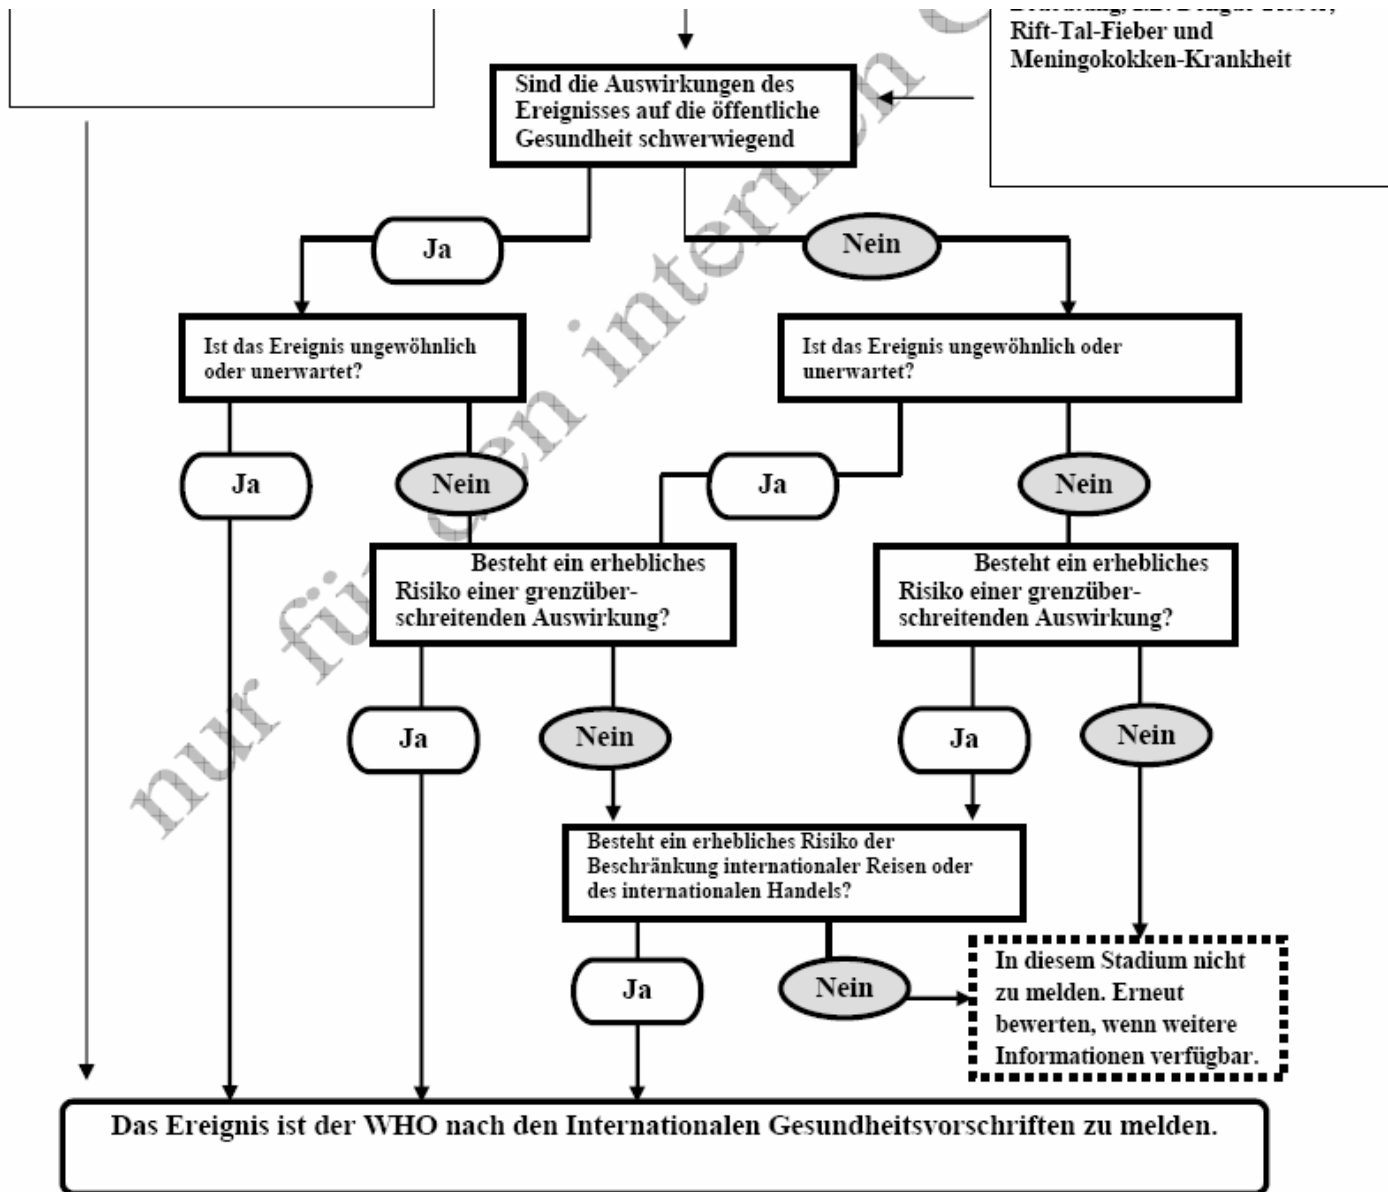 Rift-Tal-Fieber und
Meningokokken-Krankheit
Sind die Auswirkungen des
Ereignisses auf die öffentliche
Gesundheit schwerwiegend
Ja
Nein
Ist das Ereignis ungewöhnlich
oder unerwartet?
Ist das Ereignis ungewöhnlich oder
unerwartet?
Ja
Nein
Ja
Nein
Besteht ein erhebliches
Risiko einer grenzüber-
schreitenden Auswirkung?
Besteht ein erhebliches
Risiko einer grenzüber-
schreitenden Auswirkung?
Ja
Nein
Ja
Nein
Besteht ein erhebliches Risiko der
Beschränkung internationaler Reisen oder
des internationalen Handels?
Ja
Nein
In diesem Stadium nicht
zu melden. Erneut
bewerten, wenn weitere
Informationen verfügbar.
Das Ereignis ist der WHO nach den Internationalen Gesundheitsvorschriften zu melden.
nur für den internen